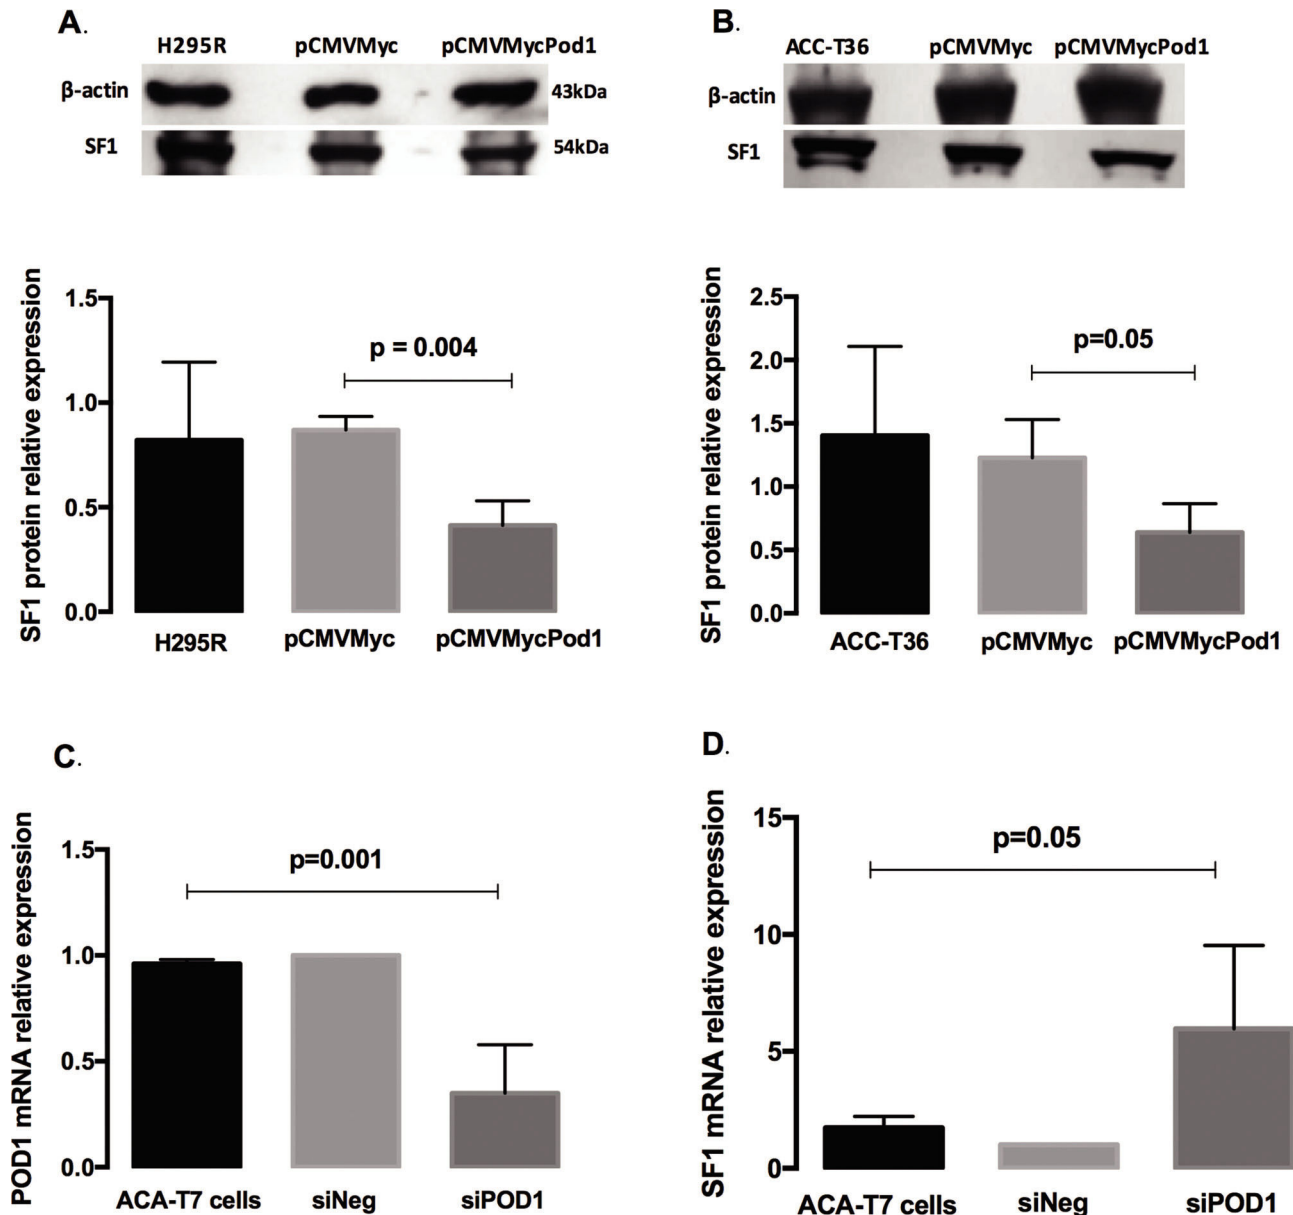 A.
H295R pCMVMyc pCMVMycPod1
β-actin 43kDa
SF1 54kDa
SF1 protein relative expression
1.5
1.0
0.5
0.0
p = 0.004
H295R pCMVMyc pCMVMycPod1
B.
ACC-T36 pCMVMyc pCMVMycPod1
β-actin
SF1
SF1 protein relative expression
2.5
2.0
1.5
1.0
0.5
0.0
p=0.05
ACC-T36 pCMVMyc pCMVMycPod1
C.
POD1 mRNA relative expression
1.5
1.0
0.5
0.0
p=0.001
ACA-T7 cells siNeg siPOD1
D.
SF1 mRNA relative expression
15
10
5
0
p=0.05
ACA-T7 cells siNeg siPOD1